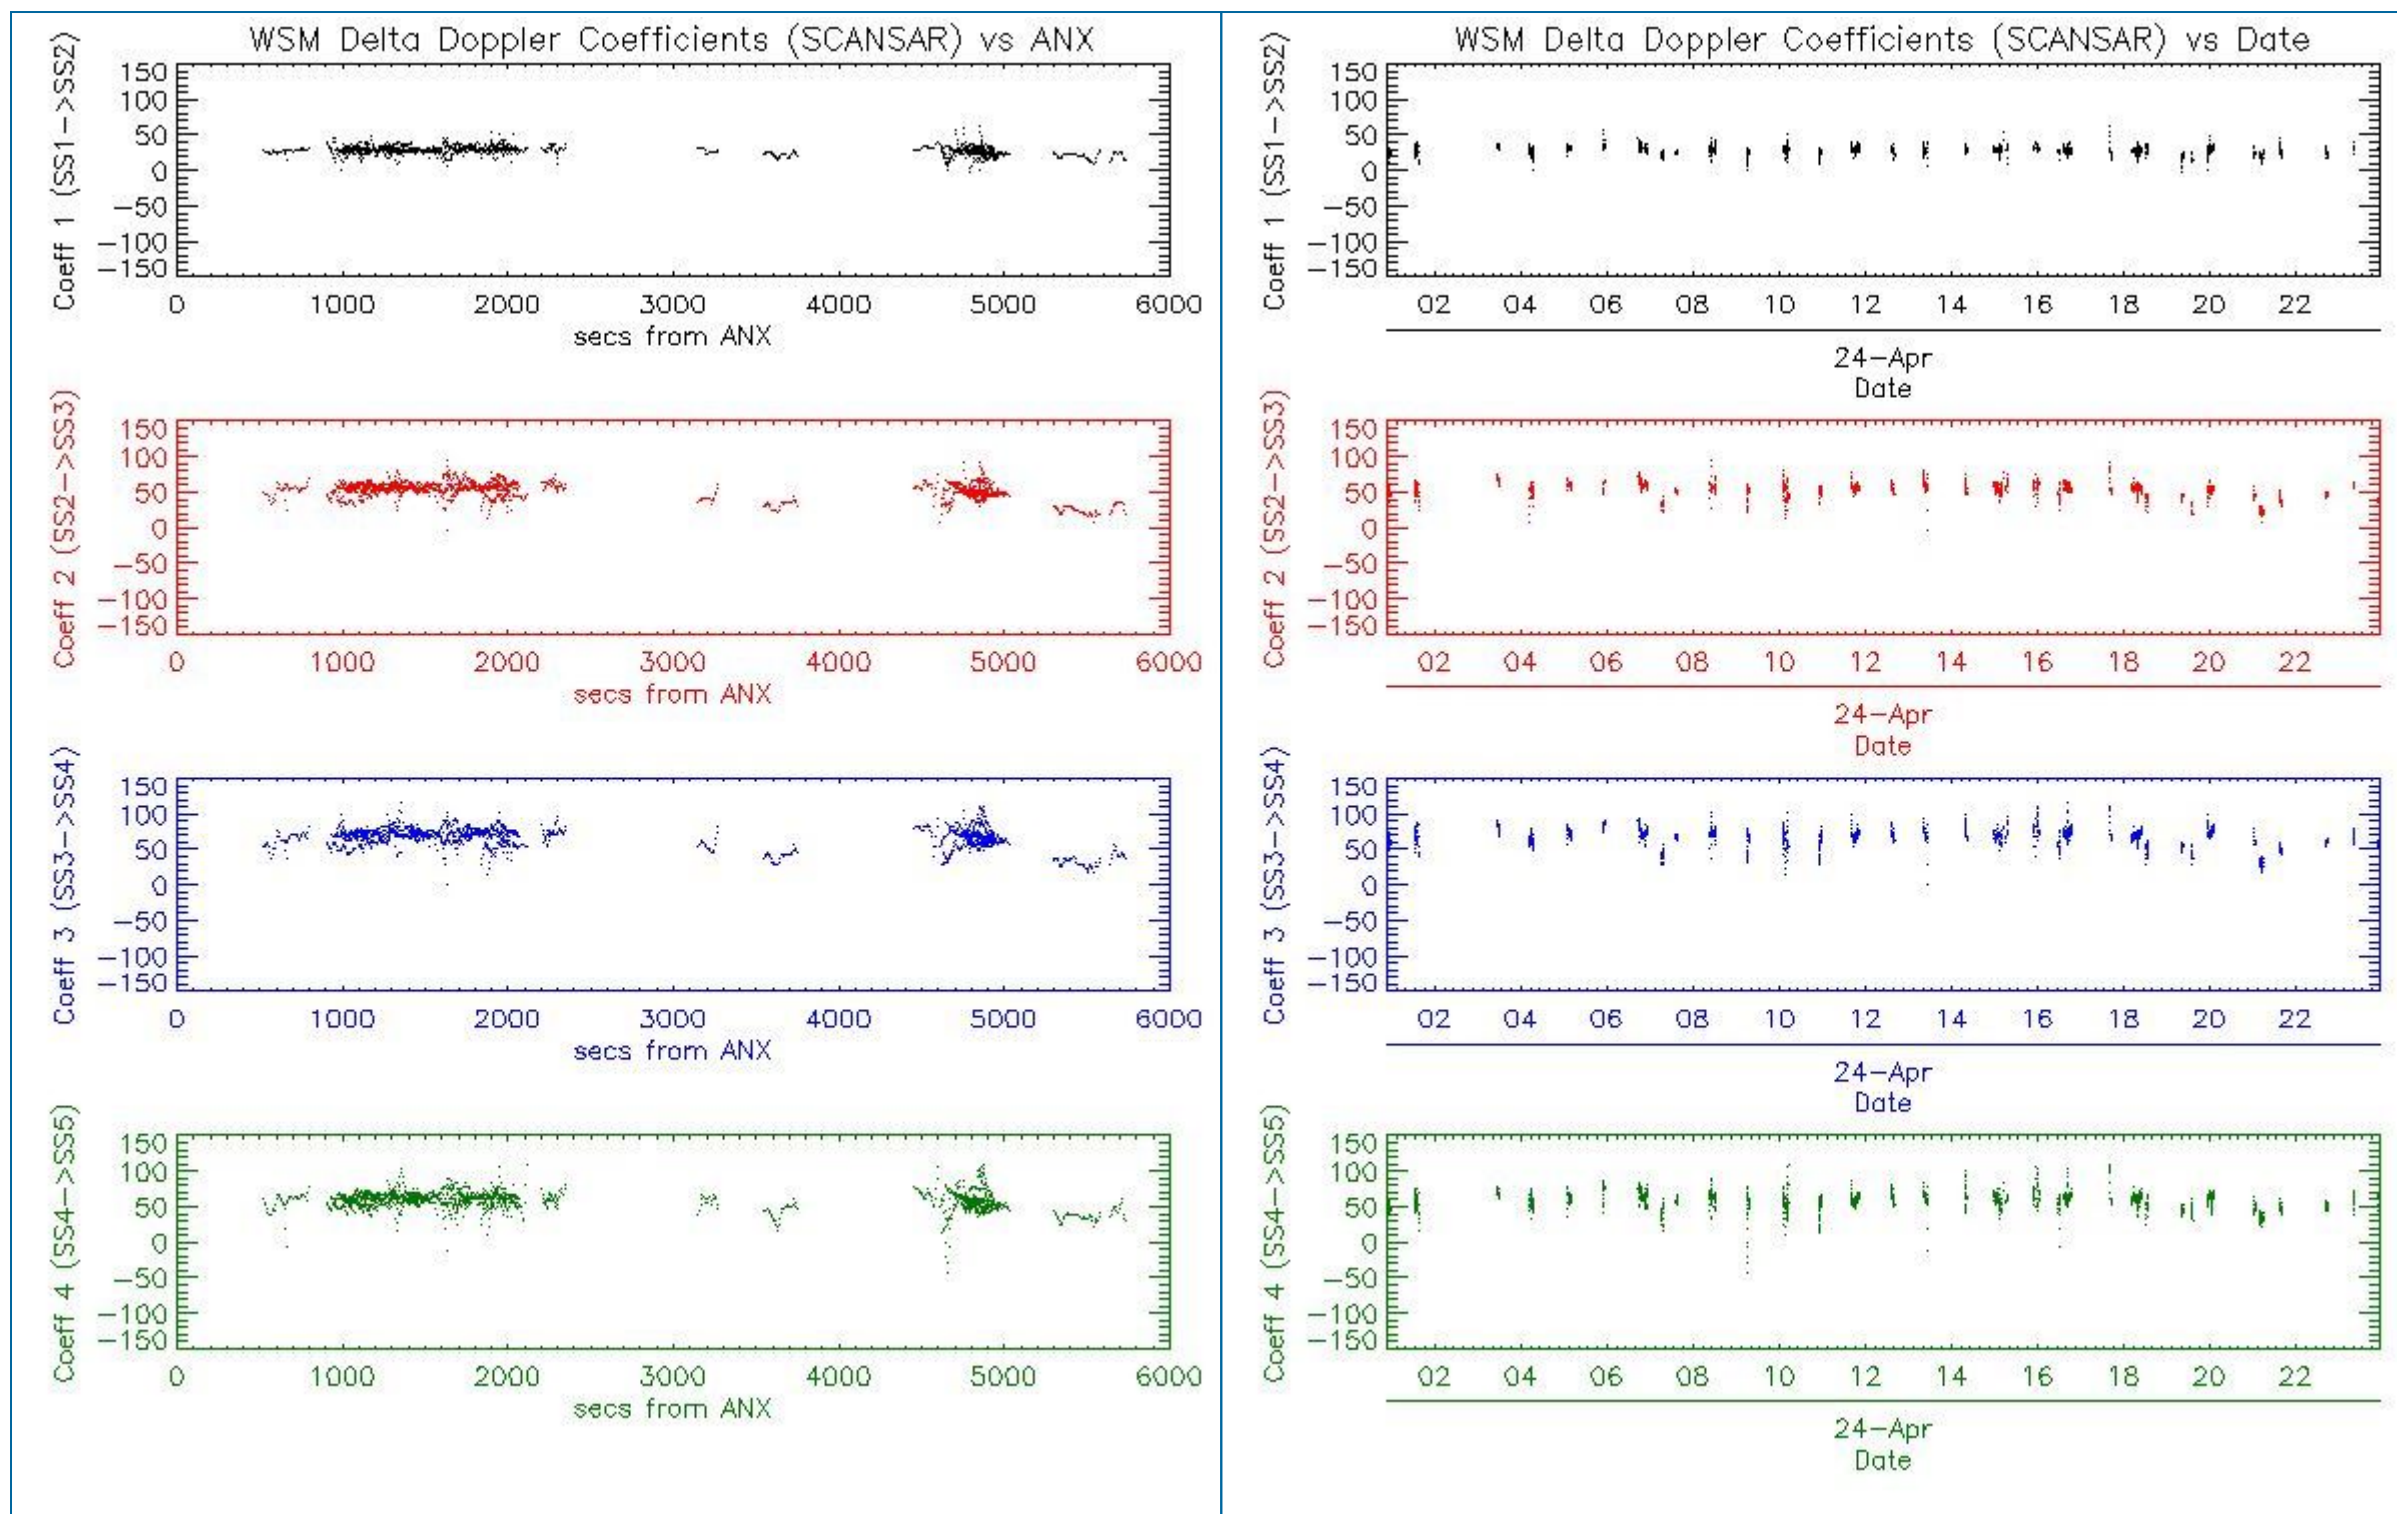 WSM Delta Doppler Coefficients (SCANSAR) vs ANX
Coeff 1 (SS1->SS2)
150
100
50
0
-50
-100
-150
0 1000 2000 3000 4000 5000 6000
secs from ANX
Coeff 2 (SS2->SS3)
150
100
50
0
-50
-100
-150
0 1000 2000 3000 4000 5000 6000
secs from ANX
Coeff 3 (SS3->SS4)
150
100
50
0
-50
-100
-150
0 1000 2000 3000 4000 5000 6000
secs from ANX
Coeff 4 (SS4->SS5)
150
100
50
0
-50
-100
-150
0 1000 2000 3000 4000 5000 6000
secs from ANX
WSM Delta Doppler Coefficients (SCANSAR) vs Date
Coeff 1 (SS1->SS2)
150
100
50
0
-50
-100
-150
02 04 06 08 10 12 14 16 18 20 22
24-Apr
Date
Coeff 2 (SS2->SS3)
150
100
50
0
-50
-100
-150
02 04 06 08 10 12 14 16 18 20 22
24-Apr
Date
Coeff 3 (SS3->SS4)
150
100
50
0
-50
-100
-150
02 04 06 08 10 12 14 16 18 20 22
24-Apr
Date
Coeff 4 (SS4->SS5)
150
100
50
0
-50
-100
-150
02 04 06 08 10 12 14 16 18 20 22
24-Apr
Date